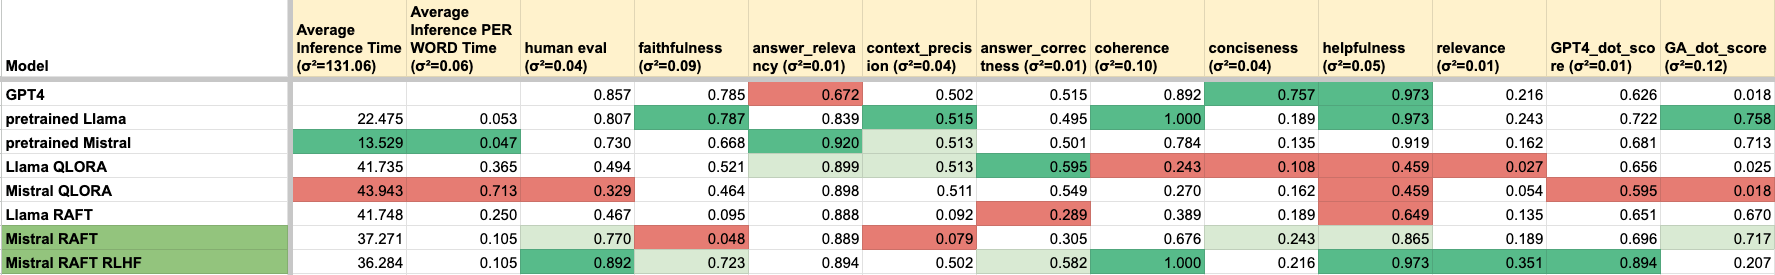 Model Average Inference Time (σ²=131.06) Average Inference PER WORD Time (σ²=0.06) human eval (σ²=0.04) faithfulness (σ²=0.09) answer_relevancy (σ²=0.01) context_precision (σ²=0.04) answer_correctness (σ²=0.01) coherence (σ²=0.10) conciseness (σ²=0.04) helpfulness (σ²=0.05) relevance (σ²=0.01) GPT4_dot_score (σ²=0.01) GA_dot_score (σ²=0.12)
GPT4 0.857 0.785 0.672 0.502 0.515 0.892 0.757 0.973 0.216 0.626 0.018
pretrained Llama 22.475 0.053 0.807 0.787 0.839 0.515 0.495 1.000 0.189 0.973 0.243 0.722 0.758
pretrained Mistral 13.529 0.047 0.730 0.668 0.920 0.513 0.501 0.784 0.135 0.919 0.162 0.681 0.713
Llama QLORA 41.735 0.365 0.494 0.521 0.899 0.513 0.595 0.243 0.108 0.459 0.027 0.656 0.025
Mistral QLORA 43.943 0.713 0.329 0.464 0.898 0.511 0.549 0.270 0.162 0.459 0.054 0.595 0.018
Llama RAFT 41.748 0.250 0.467 0.095 0.888 0.092 0.289 0.389 0.189 0.649 0.135 0.651 0.670
Mistral RAFT 37.271 0.105 0.770 0.048 0.889 0.079 0.305 0.676 0.243 0.865 0.189 0.696 0.717
Mistral RAFT RLHF 36.284 0.105 0.892 0.723 0.894 0.502 0.582 1.000 0.216 0.973 0.351 0.894 0.207